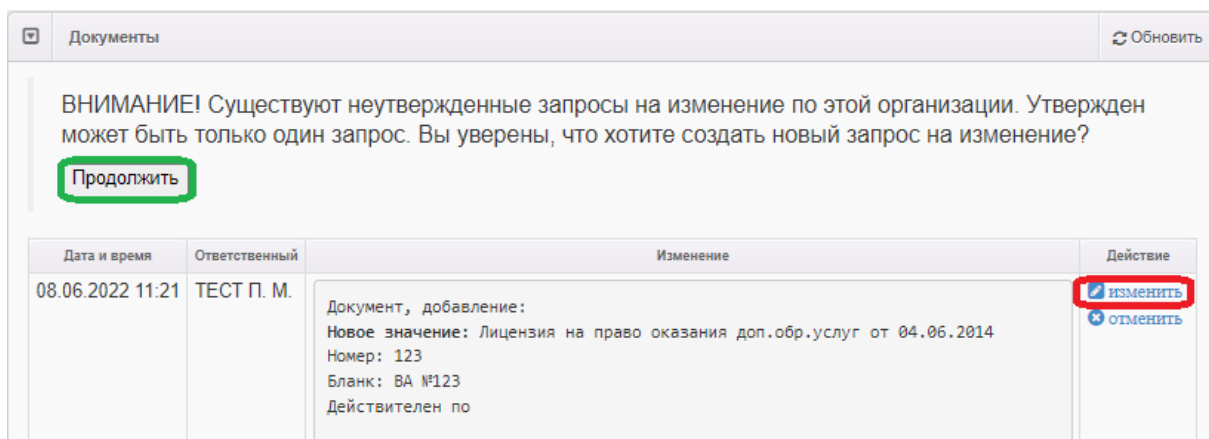 Документы
Обновить
ВНИМАНИЕ! Существуют неутвержденные запросы на изменение по этой организации. Утвержден
может быть только один запрос. Вы уверены, что хотите создать новый запрос на изменение?
Продолжить
Дата и время Ответственный Изменение Действие
08.06.2022 11:21 ТЕСТ П. М.
Документ, добавление:
Новое значение: Лицензия на право оказания доп.обр.услуг от 04.06.2014
Номер: 123
Бланк: ВА №123
Действителен по
изменить
отменить